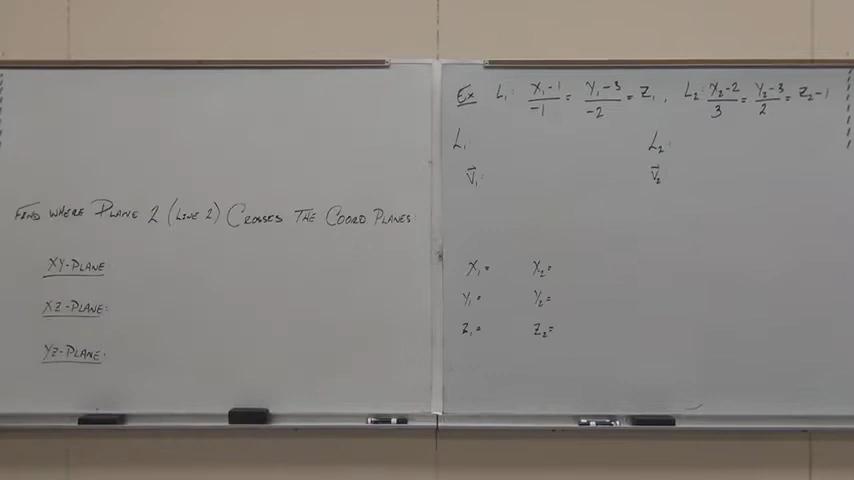 Find where Plane 2 (Line 2) Crosses The Coord Planes:
XY-Plane
XZ-Plane:
YZ-Plane:
Ex L₁: (X₁-1)/-1 = (Y₁-3)/-2 = Z₁, L₂: (X₂-2)/3 = (Y₂-3)/2 = Z₂-1
L₁: L₂:
V⃗₁: V⃗₂:
X₁= X₂=
Y₁= Y₂=
Z₁= Z₂=